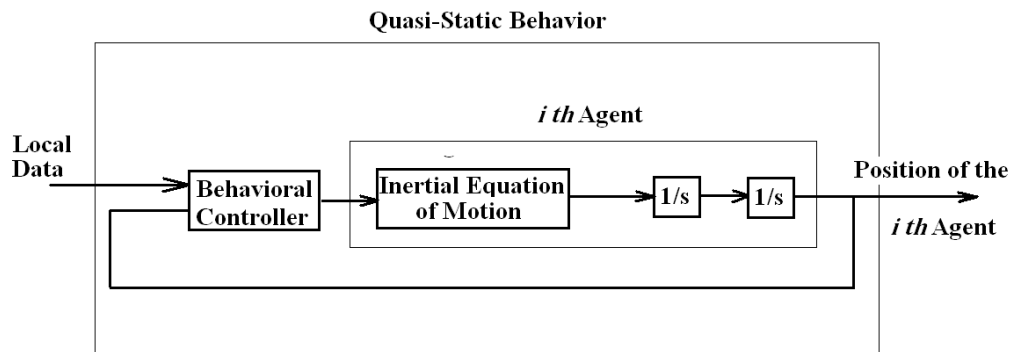 Quasi-Static Behavior
i th Agent
Local
Data
Behavioral
Controller
Inertial Equation
of Motion
1/s
1/s
Position of the
i th Agent